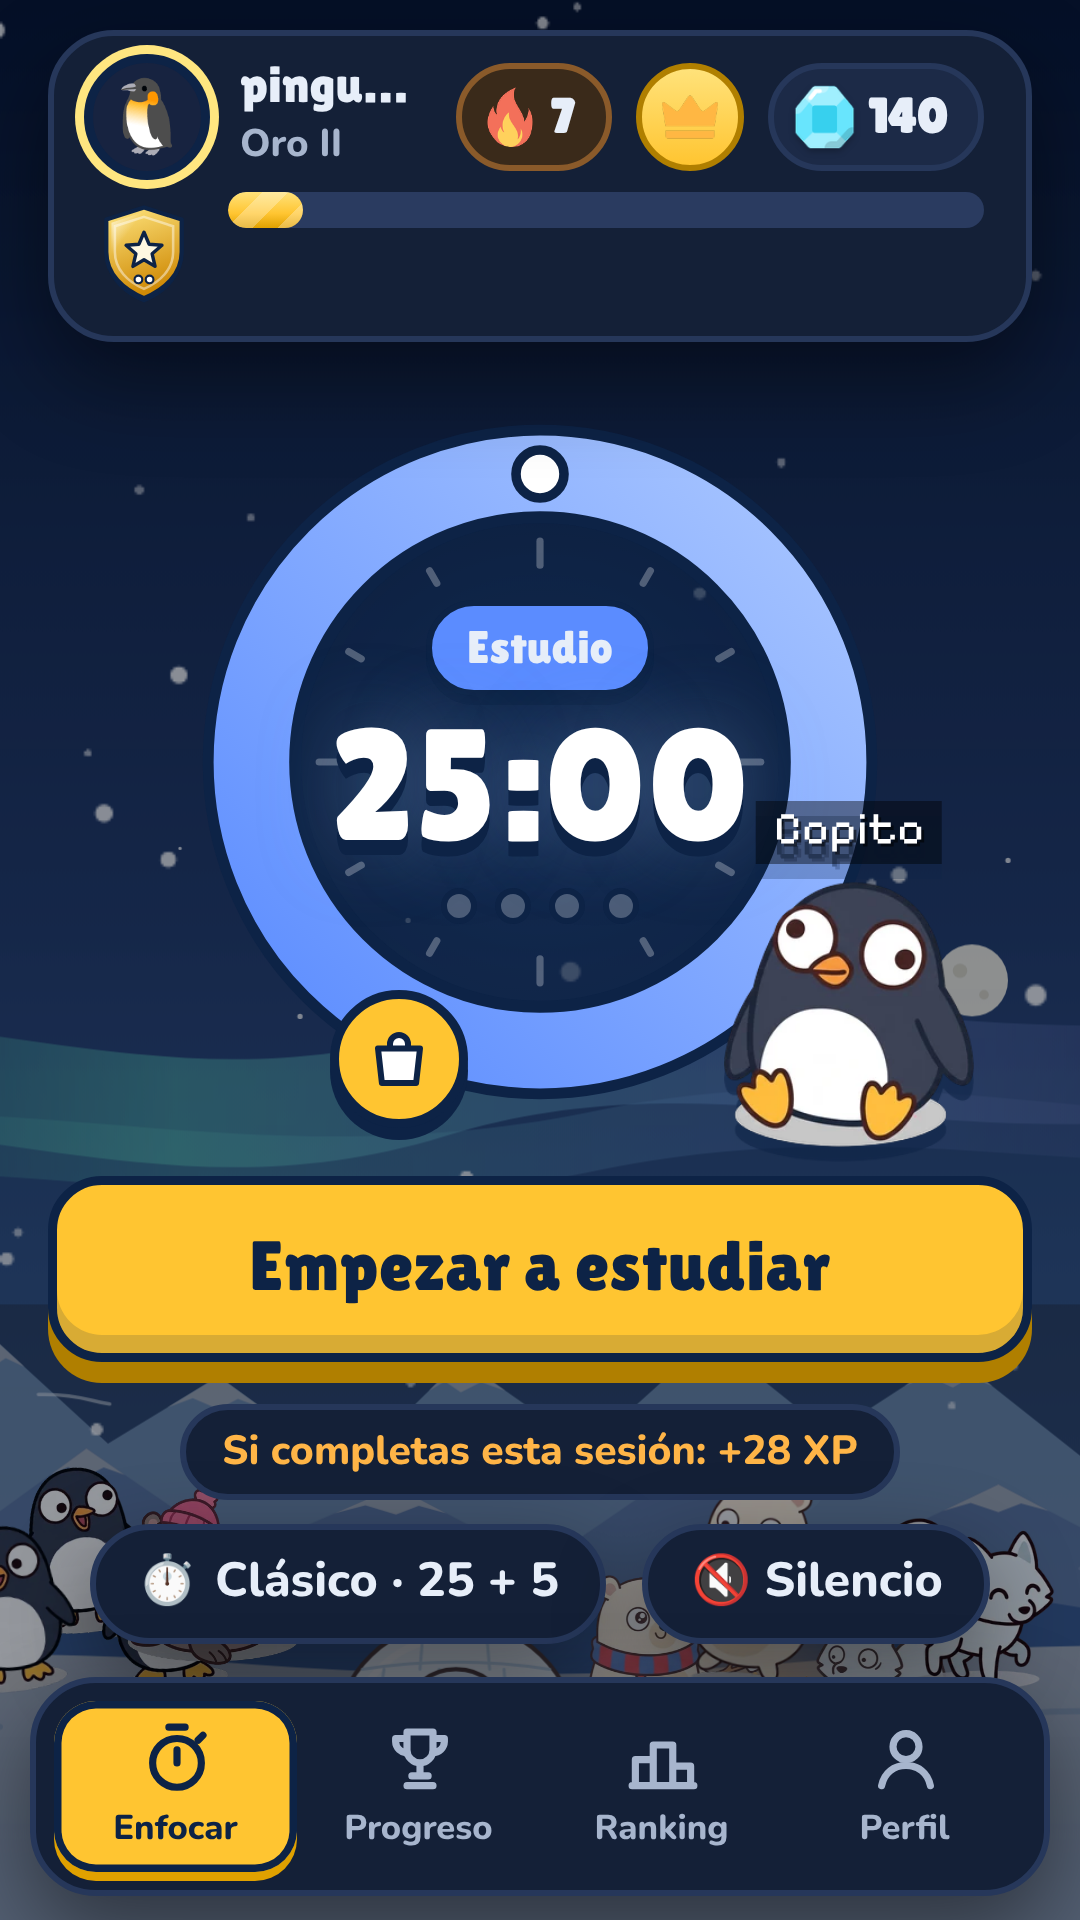 pingu...
Oro II
7
140
Estudio
25:00
Copito
Empezar a estudiar
Si completas esta sesión: +28 XP
Clásico · 25 + 5
Silencio
Enfocar
Progreso
Ranking
Perfil